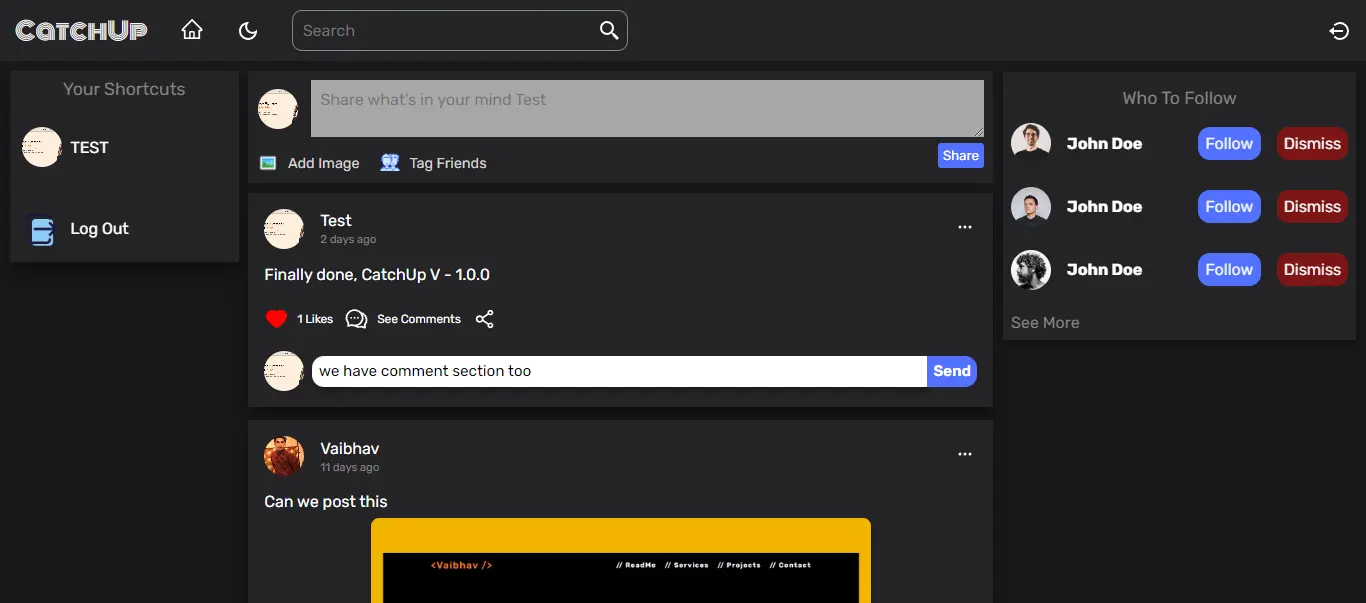 CatchUp
Search
Your Shortcuts
TEST
Log Out
Share what's in your mind Test
Add Image
Tag Friends
Share
Test
2 days ago
Finally done, CatchUp V - 1.0.0
1 Likes
See Comments
we have comment section too
Send
Vaibhav
11 days ago
Can we post this
<Vaibhav />
// ReadMe // Services // Projects // Contact
Who To Follow
John Doe Follow Dismiss
John Doe Follow Dismiss
John Doe Follow Dismiss
See More